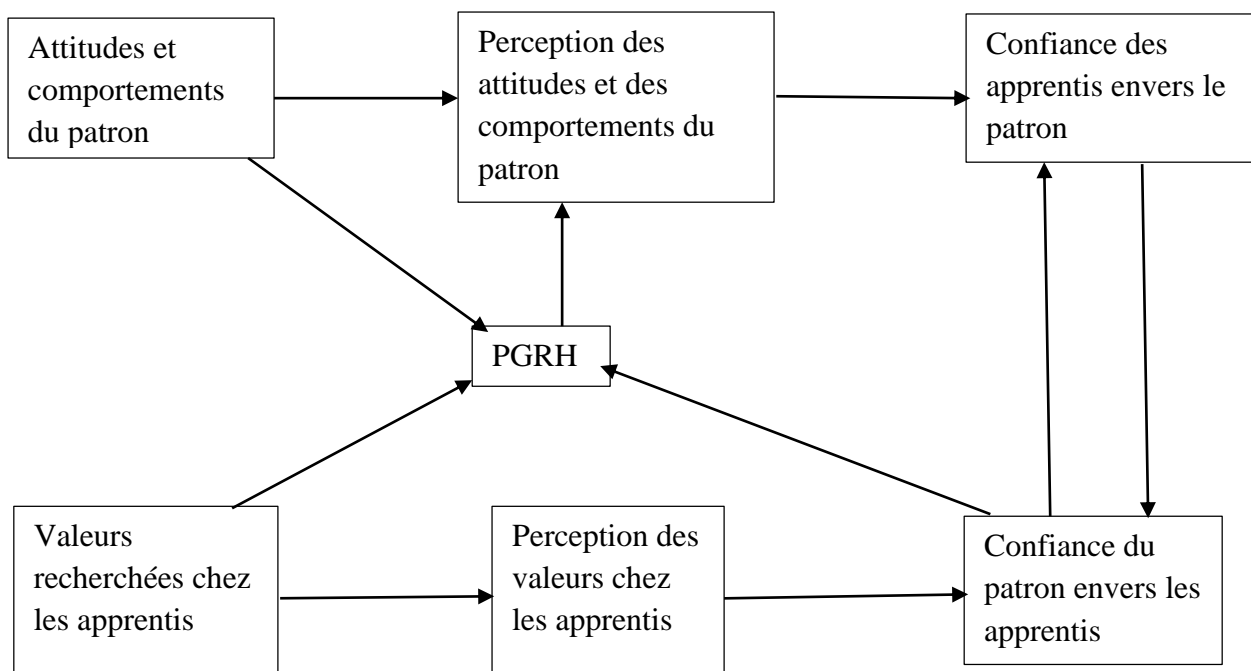 Attitudes et
comportements
du patron
Perception des
attitudes et des
comportements du
patron
Confiance des
apprentis envers le
patron
PGRH
Valeurs
recherchées chez
les apprentis
Perception des
valeurs chez
les apprentis
Confiance du
patron envers les
apprentis